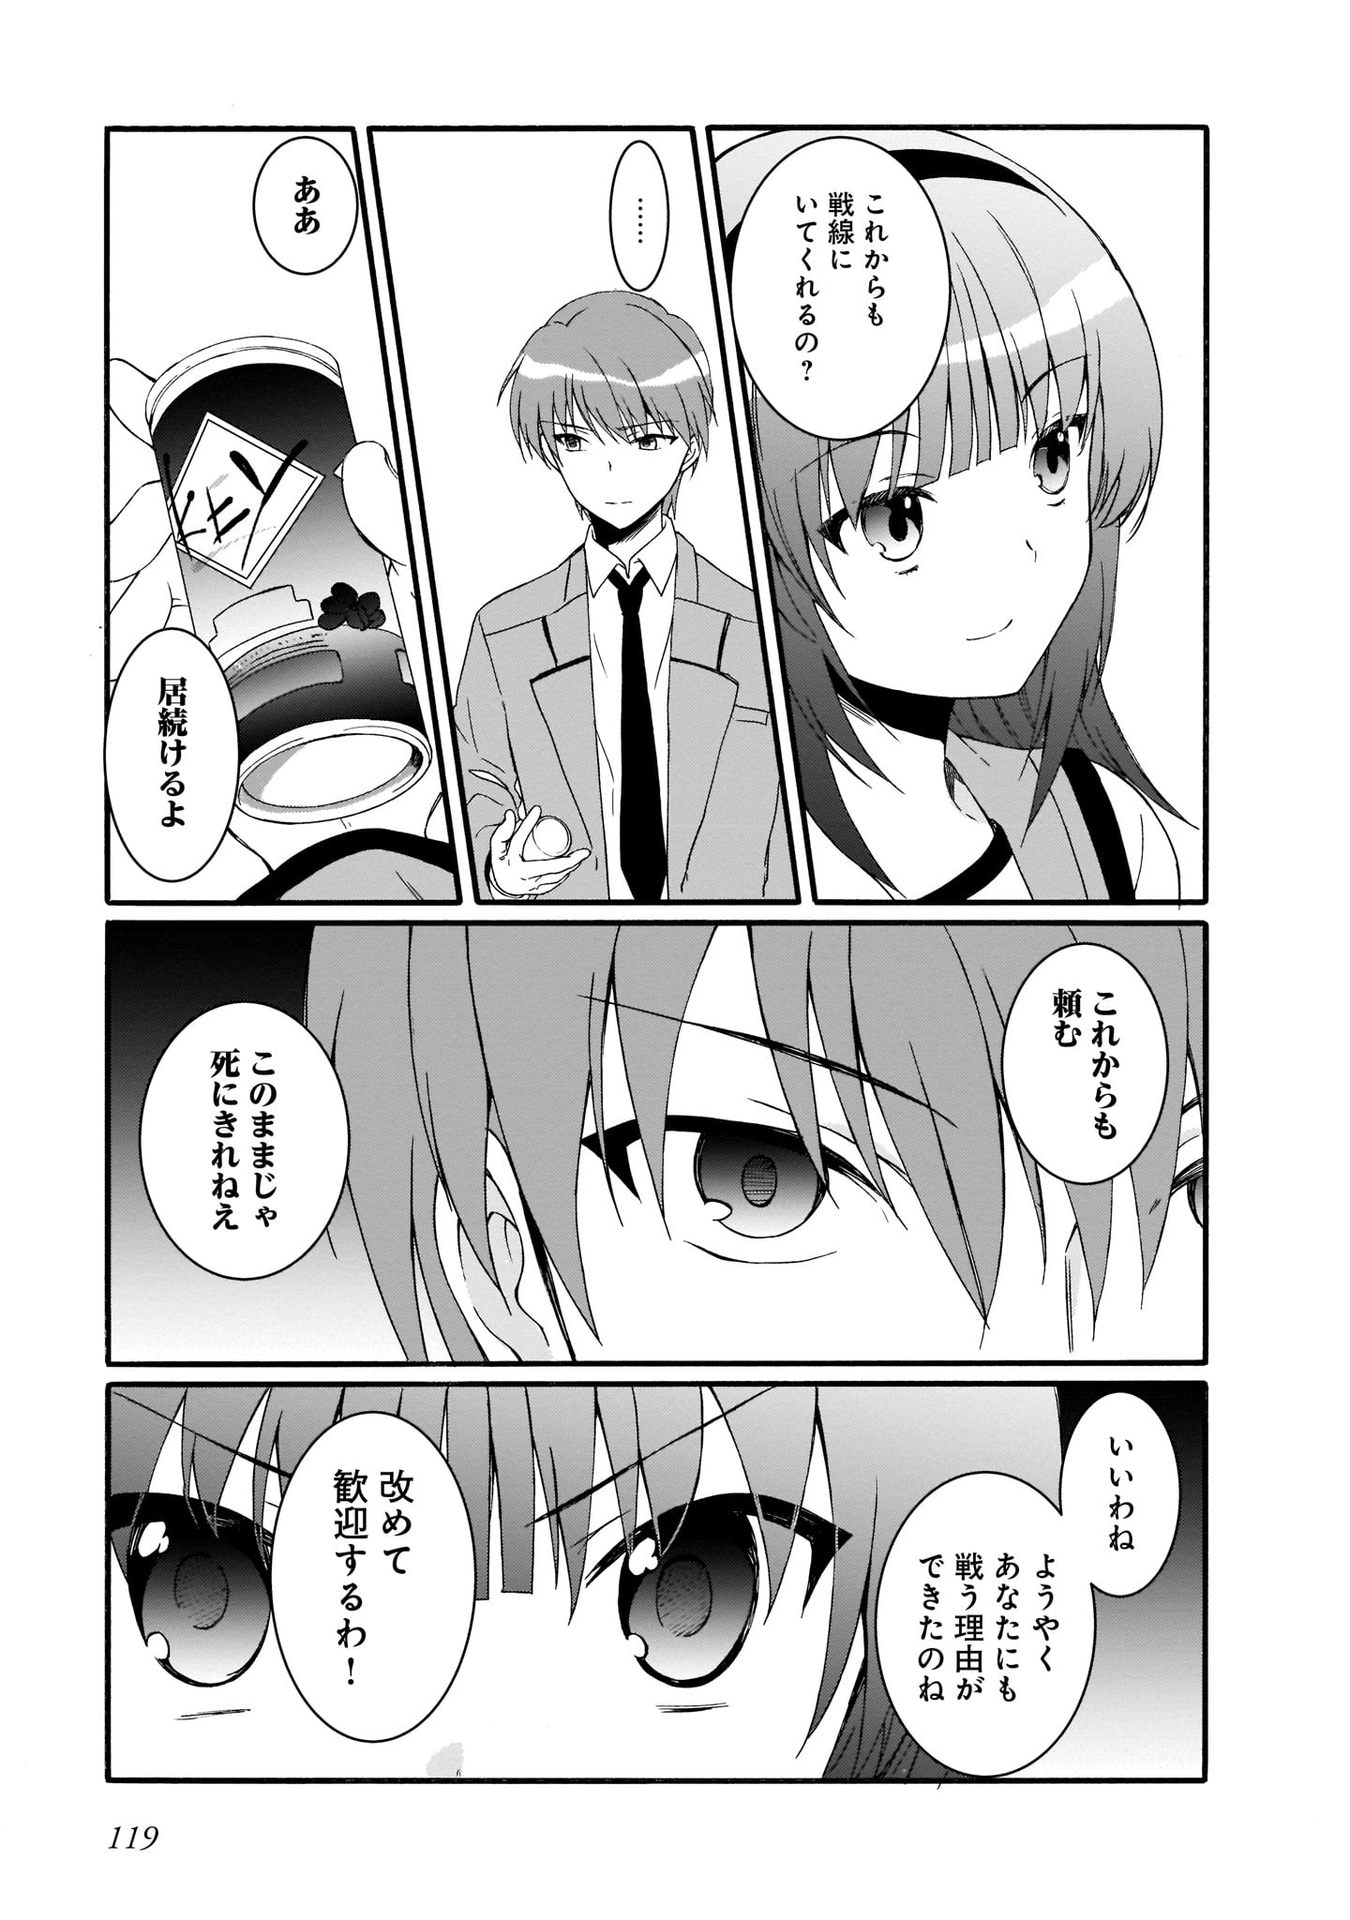 これからも
戦線に
いてくれるの?
……
ああ
KEY
居続けるよ
これからも
頼む
このままじゃ
死にきれねえ
いいわね
ようやく
あなたにも
戦う理由が
できたのね
改めて
歓迎するわ!
119